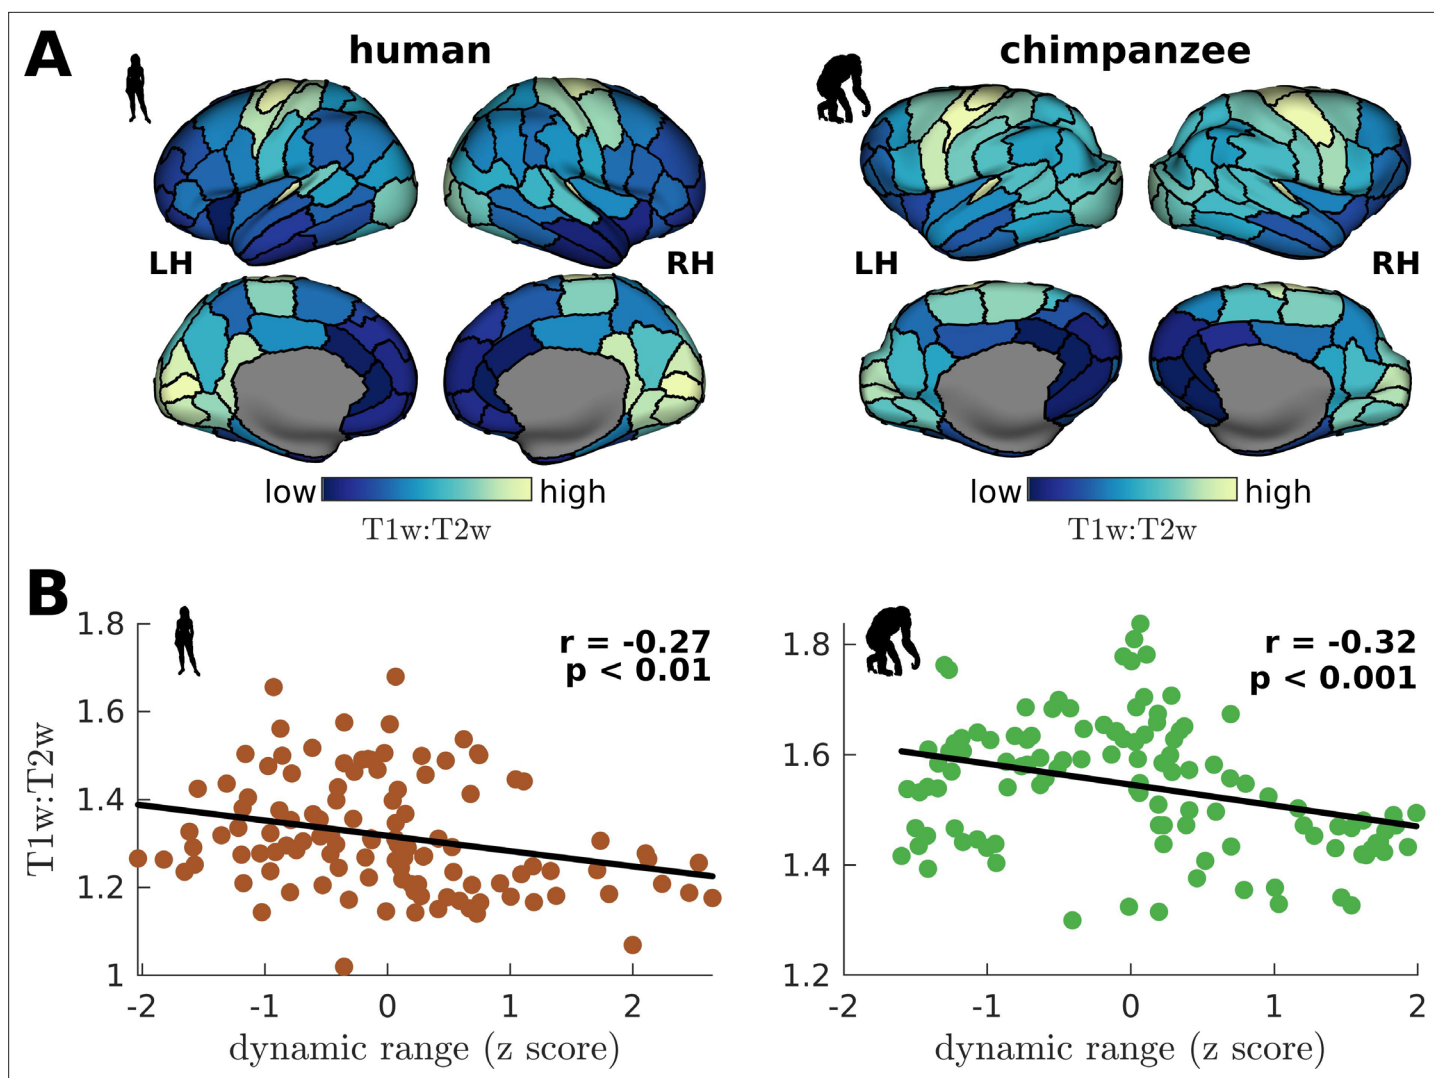 A
human
chimpanzee
LH
RH
LH
RH
low
high
T1w:T2w
low
high
T1w:T2w
B
T1w:T2w
1.8
1.6
1.4
1.2
1
-2
-1
0
1
2
dynamic range (z score)
r = -0.27
p < 0.01
1.8
1.6
1.4
1.2
-2
-1
0
1
2
dynamic range (z score)
r = -0.32
p < 0.001